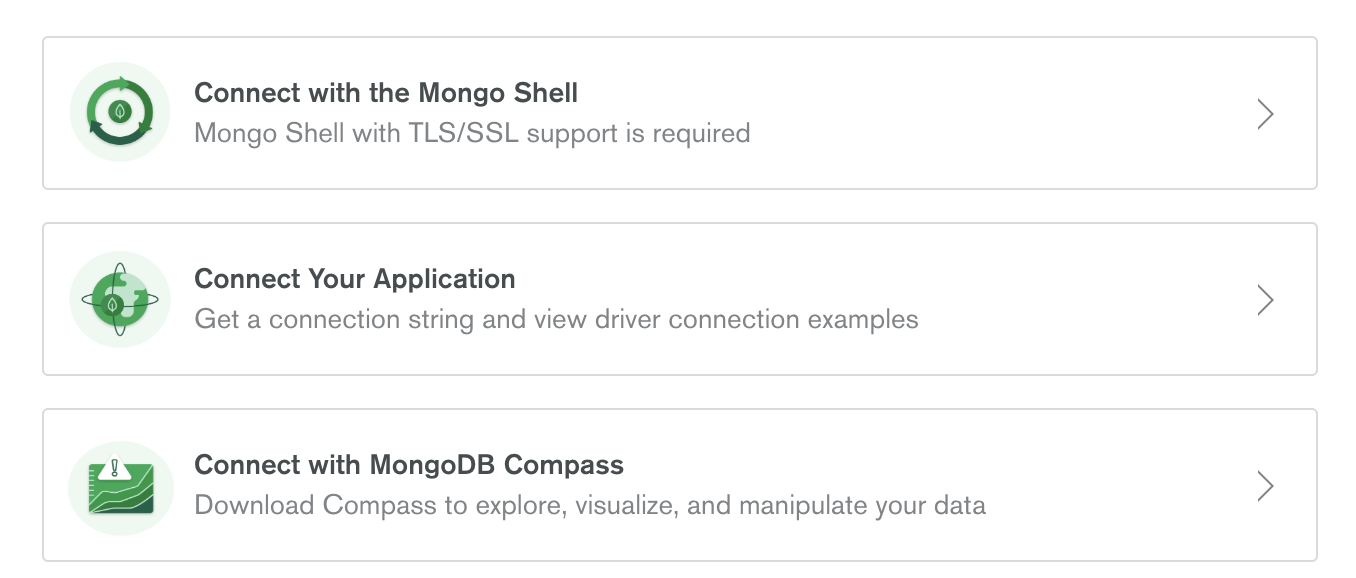 Connect with the Mongo Shell
Mongo Shell with TLS/SSL support is required
Connect Your Application
Get a connection string and view driver connection examples
Connect with MongoDB Compass
Download Compass to explore, visualize, and manipulate your data